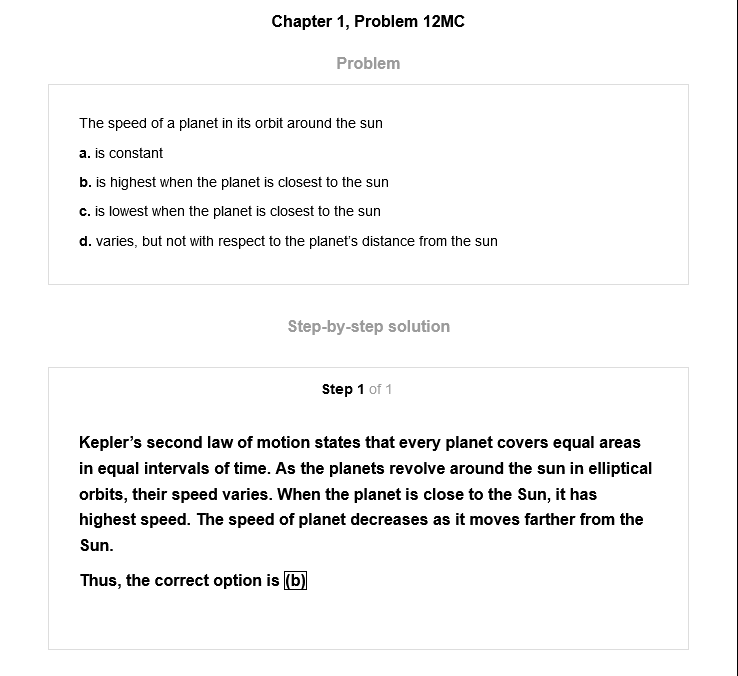 Chapter 1, Problem 12MC
Problem
The speed of a planet in its orbit around the sun
a. is constant
b. is highest when the planet is closest to the sun
c. is lowest when the planet is closest to the sun
d. varies, but not with respect to the planet's distance from the sun
Step-by-step solution
Step 1 of 1
Kepler's second law of motion states that every planet covers equal areas
in equal intervals of time. As the planets revolve around the sun in elliptical
orbits, their speed varies. When the planet is close to the Sun, it has
highest speed. The speed of planet decreases as it moves farther from the
Sun.
Thus, the correct option is (b)